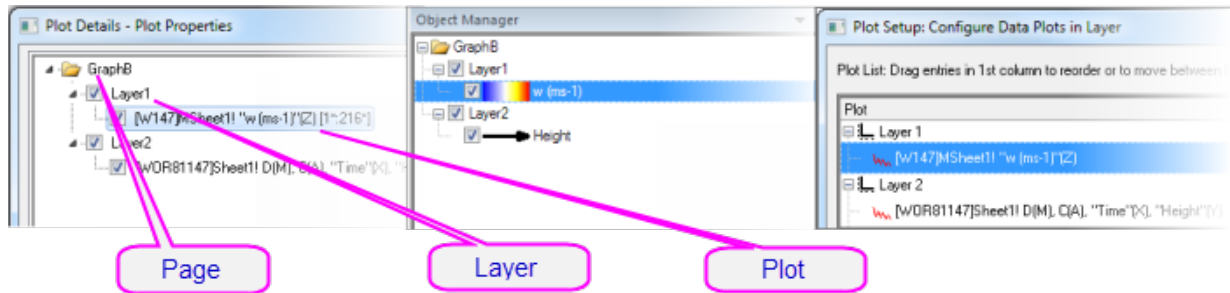 Plot Details - Plot Properties
GraphB
Layer1
[W147]MSheet1! "w (ms-1)"(Z) [1*:216*]
Layer2
[WOR81147]Sheet1! D(M), C(A), "Time"(X),
Object Manager
GraphB
Layer1
w (ms-1)
Layer2
Height
Plot Setup: Configure Data Plots in Layer
Plot List: Drag entries in 1st column to reorder or to move between
Plot
Layer 1
[W147]MSheet1! "w (ms-1)"(Z)
Layer 2
[WOR81147]Sheet1! D(M), C(A), "Time"(X), "Height"(Y)
Page
Layer
Plot